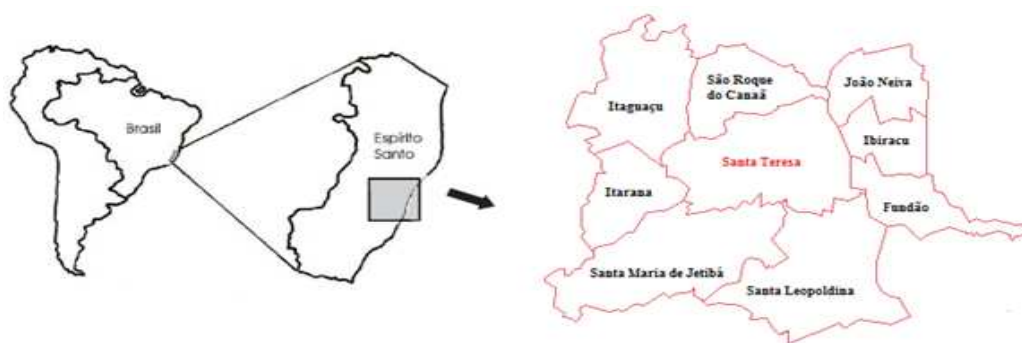 Brasil
Espírito
Santo
Itaguaçu
São Roque
do Canaã
João Neiva
Ibiracu
Santa Teresa
Itarana
Fundão
Santa Maria de Jetibá
Santa Leopoldina